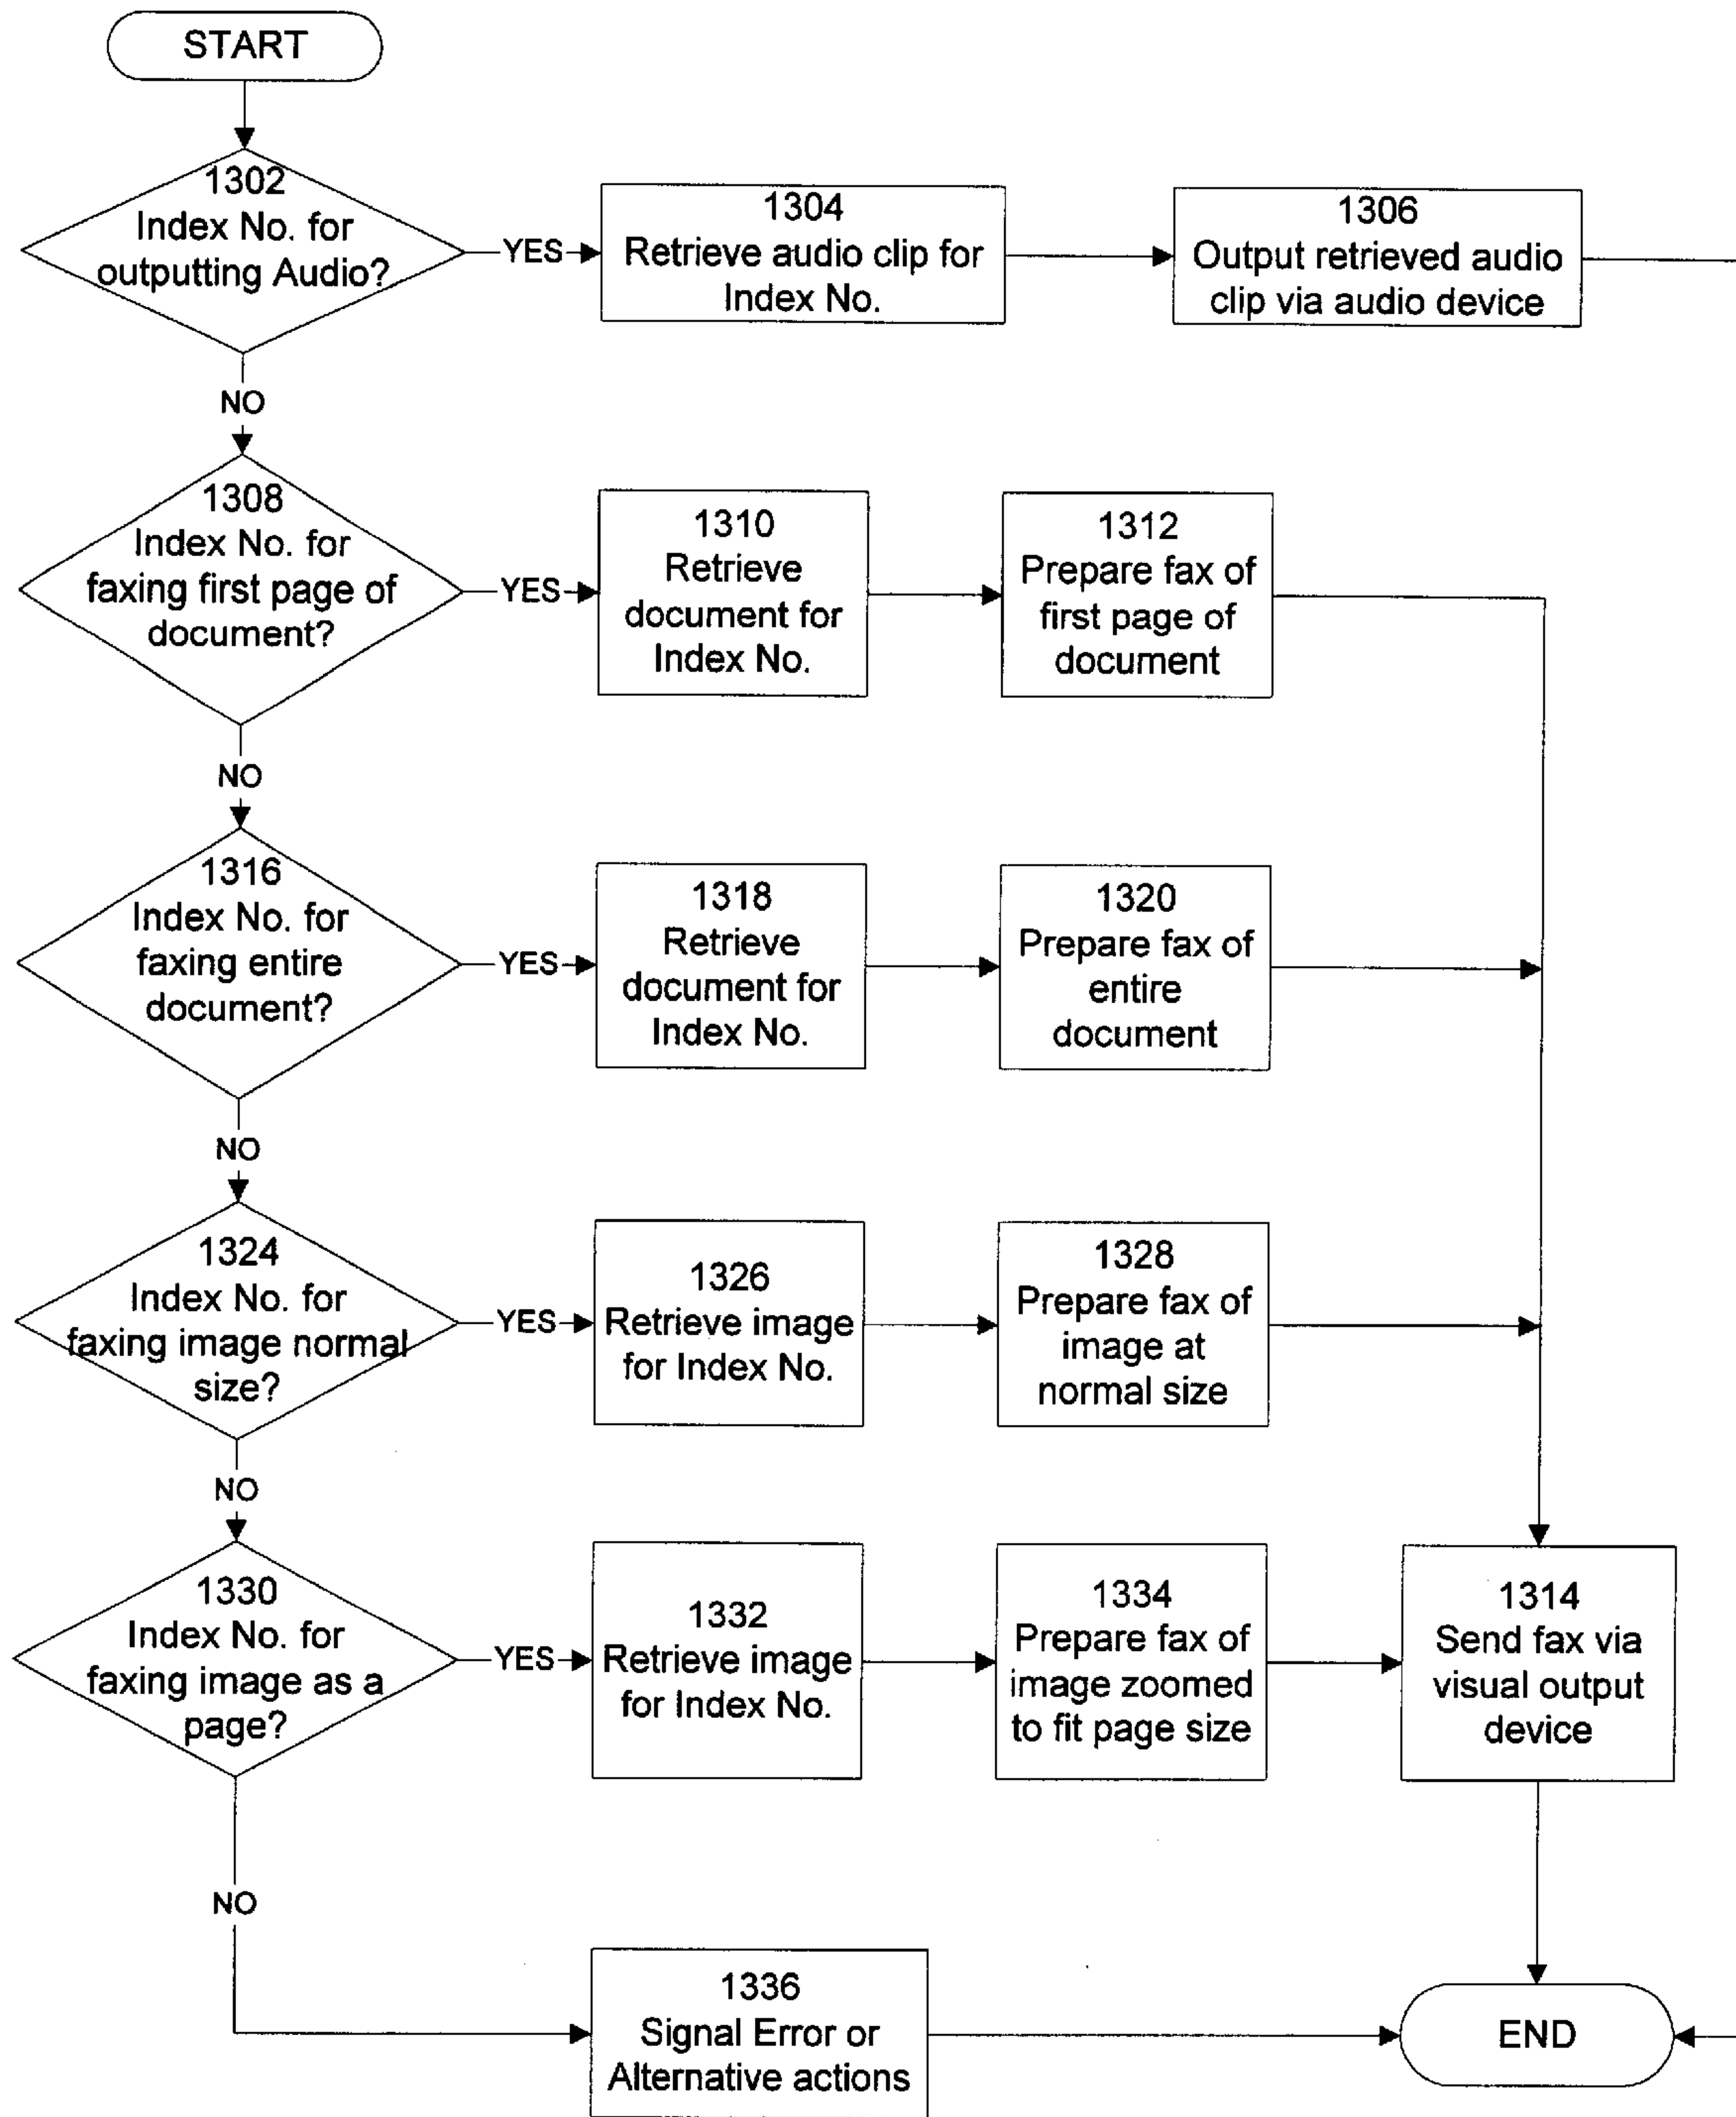 START
1302
Index No. for
outputting Audio?
YES
1304
Retrieve audio clip for
Index No.
1306
Output retrieved audio
clip via audio device
NO
1308
Index No. for
faxing first page of
document?
YES
1310
Retrieve
document for
Index No.
1312
Prepare fax of
first page of
document
NO
1316
Index No. for
faxing entire
document?
YES
1318
Retrieve
document for
Index No.
1320
Prepare fax of
entire
document
NO
1324
Index No. for
faxing image normal
size?
YES
1326
Retrieve image
for Index No.
1328
Prepare fax of
image at
normal size
NO
1330
Index No. for
faxing image as a
page?
YES
1332
Retrieve image
for Index No.
1334
Prepare fax of
image zoomed
to fit page size
1314
Send fax via
visual output
device
NO
1336
Signal Error or
Alternative actions
END